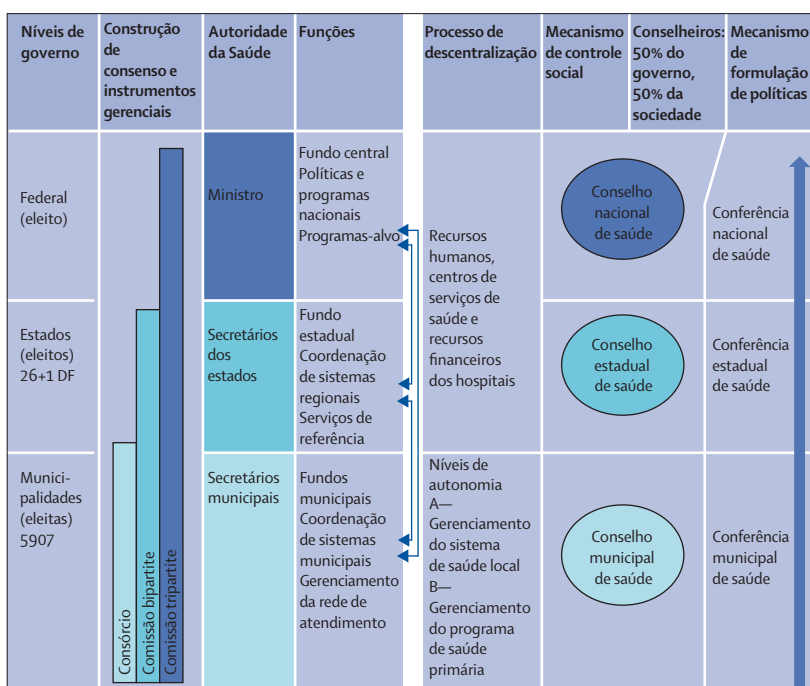 Níveis de
governo
Construção
de
consenso e
instrumentos
gerenciais
Autoridade
da Saúde
Funções
Processo de
descentralização
Mecanismo
de controle
social
Conselheiros:
50% do
governo,
50% da
sociedade
Mecanismo
de
formulação
de políticas
Federal
(eleito)
Ministro
Fundo central
Políticas e
programas
nacionais
Programas-alvo
Recursos
humanos,
centros de
serviços de
saúde e
recursos
financeiros
dos hospitais
Conselho
nacional
de saúde
Conferência
nacional
de saúde
Estados
(eleitos)
26+1 DF
Secretários
dos
estados
Fundo
estadual
Coordenação
de sistemas
regionais
Serviços de
referência
Conselho
estadual
de saúde
Conferência
estadual
de saúde
Munici-
palidades
(eleitas)
5907
Consórcio
Comissão bipartite
Comissão tripartite
Secretários
municipais
Fundos
municipais
Coordenação
de sistemas
municipais
Gerenciamento
da rede de
atendimento
Níveis de
autonomia
A—
Gerenciamento
do sistema
de saúde local
B—
Gerenciamento
do programa
de saúde
primária
Conselho
municipal
de saúde
Conferência
municipal
de saúde